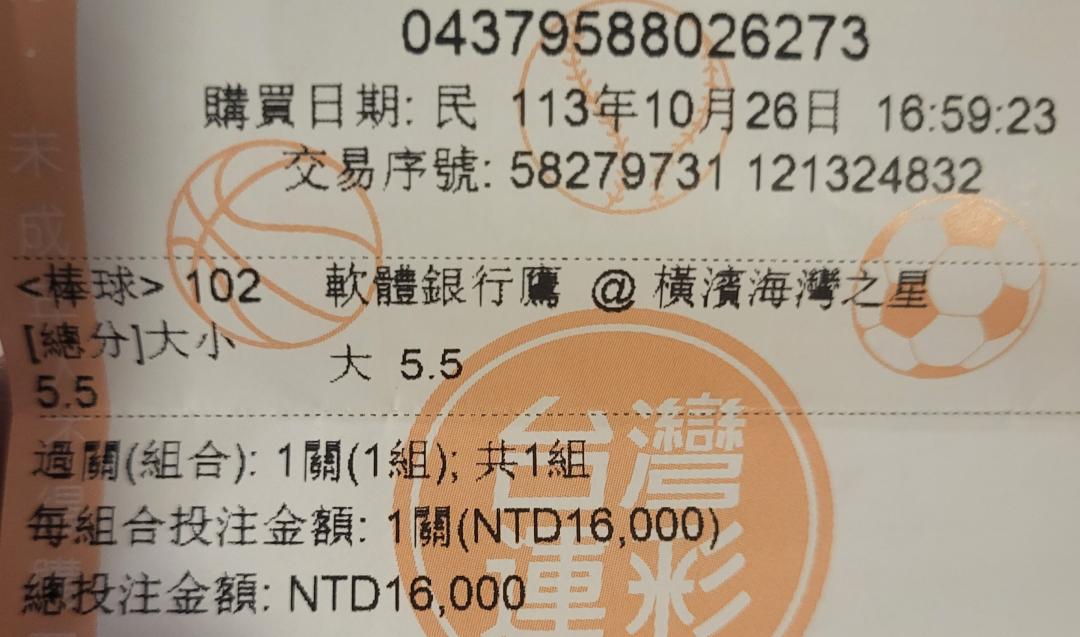 04379588026273
購買日期: 民 113年10月26日 16:59:23
交易序號: 58279731 121324832
<棒球> 102 軟體銀行鷹 @ 橫濱海灣之星
[總分]大小 大 5.5
5.5
過關(組合): 1關(1組); 共1組
每組合投注金額: 1關(NTD16,000)
總投注金額: NTD16,000
台灣
運彩
未成